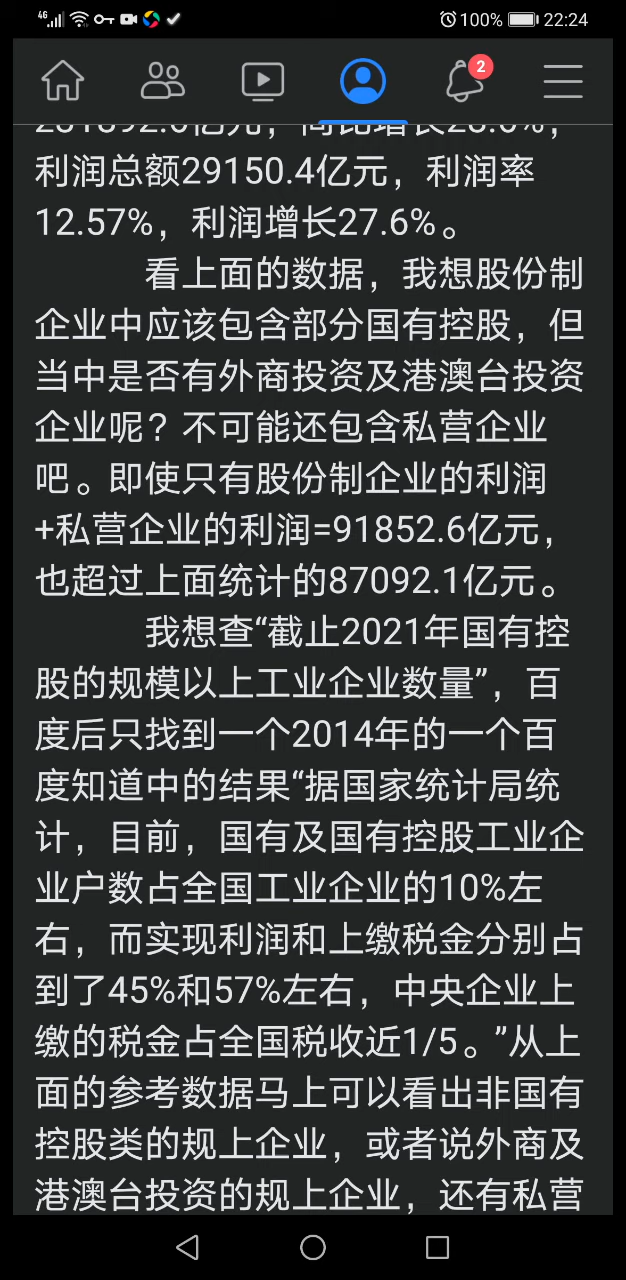 4G
100%
22:24
2
利润总额29150.4亿元，利润率
12.57%，利润增长27.6%。
看上面的数据，我想股份制
企业中应该包含部分国有控股，但
当中是否有外商投资及港澳台投资
企业呢？不可能还包含私营企业
吧。即使只有股份制企业的利润
+私营企业的利润=91852.6亿元，
也超过上面统计的87092.1亿元。
我想查“截止2021年国有控
股的规模以上工业企业数量”，百
度后只找到一个2014年的一个百
度知道中的结果“据国家统计局统
计，目前，国有及国有控股工业企
业户数占全国工业企业的10%左
右，而实现利润和上缴税金分别占
到了45%和57%左右，中央企业上
缴的税金占全国税收近1/5。”从上
面的参考数据马上可以看出非国有
控股类的规上企业，或者说外商及
港澳台投资的规上企业，还有私营